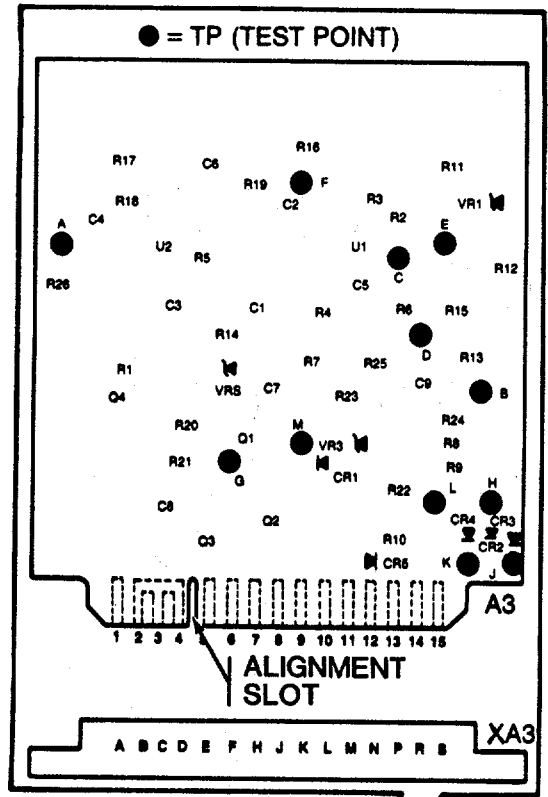 ● = TP (TEST POINT)
R16
R17 C6 R11
R19 F
R18 C2 R3 VR1
A C4 R2 E
U2 R5 U1
C R12
R26 C5
C3 C1 R4 R6 R15
R14
D R13
R1 R7 R25
VRS C7 C9
Q4 R23 B
R20 M R24
Q1 VR3 R8
R21 R9
G CR1
R22 L H
C8 Q2 CR4 CR3
Q3 R10 CR2
CR5 K J
A3
1 2 3 4 5 6 7 8 9 10 11 12 13 14 15
ALIGNMENT
SLOT
XA3
A B C D E F H J K L M N P R S